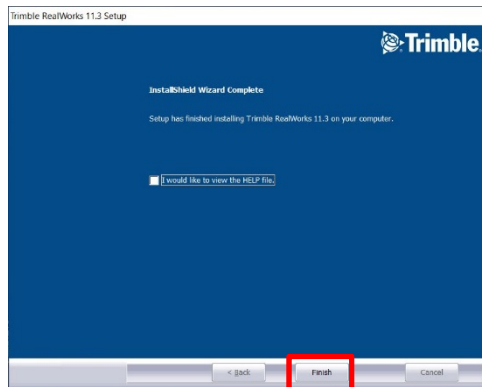 Trimble RealWorks 11.3 Setup
Trimble
InstallShield Wizard Complete
Setup has finished installing Trimble RealWorks 11.3 on your computer.
I would like to view the HELP file.
< Back
Finish
Cancel